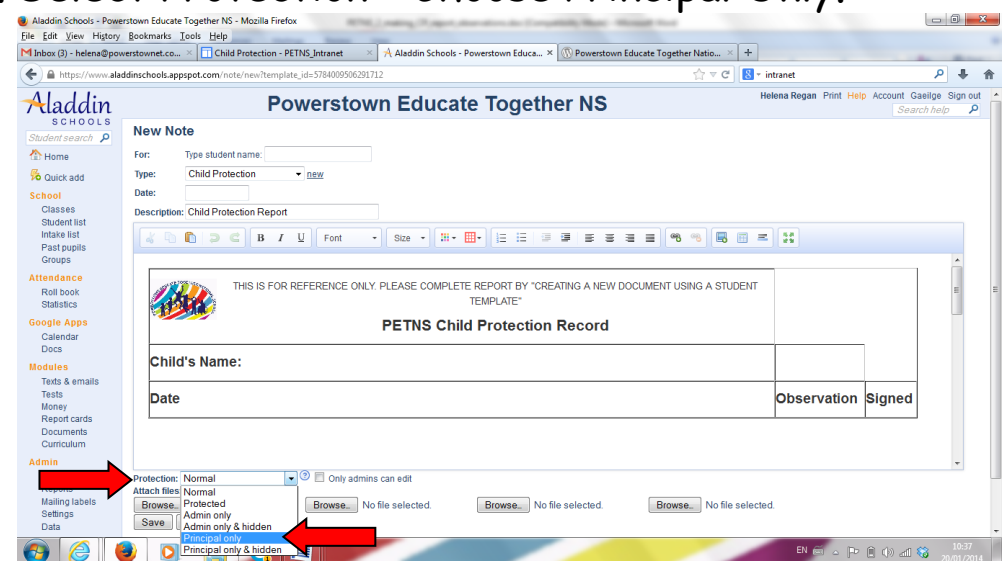 . Select Protection - Choose Principal Only.
Aladdin Schools - Powerstown Educate Together NS - Mozilla Firefox
File Edit View History Bookmarks Tools Help
Inbox (3) - helena@powerstownet.co... × Child Protection - PETNS_Intranet × Aladdin Schools - Powerstown Educa... × Powerstown Educate Together Natio... × +
https://www.aladdinschools.appspot.com/note/new?template_id=5784009506291712 8 intranet
Aladdin
SCHOOLS
Powerstown Educate Together NS
Helena Regan Print Help Account Gaeilge Sign out
Search help
Student search
Home
Quick add
School
Classes
Student list
Intake list
Past pupils
Groups
Attendance
Roll book
Statistics
Google Apps
Calendar
Docs
Modules
Texts & emails
Tests
Money
Report cards
Documents
Curriculum
Admin
Reports
Mailing labels
Settings
Data
New Note
For: Type student name:
Type: Child Protection new
Date:
Description: Child Protection Report
B I U Font Size
THIS IS FOR REFERENCE ONLY. PLEASE COMPLETE REPORT BY "CREATING A NEW DOCUMENT USING A STUDENT
TEMPLATE"
PETNS Child Protection Record
Child's Name:
Date Observation Signed
Protection: Normal ? Only admins can edit
Attach files
Normal
Protected
Admin only
Admin only & hidden
Principal only
Principal only & hidden
Browse_ Browse_ No file selected. Browse_ No file selected. Browse_ No file selected.
Save
EN 10:37
20/01/2014